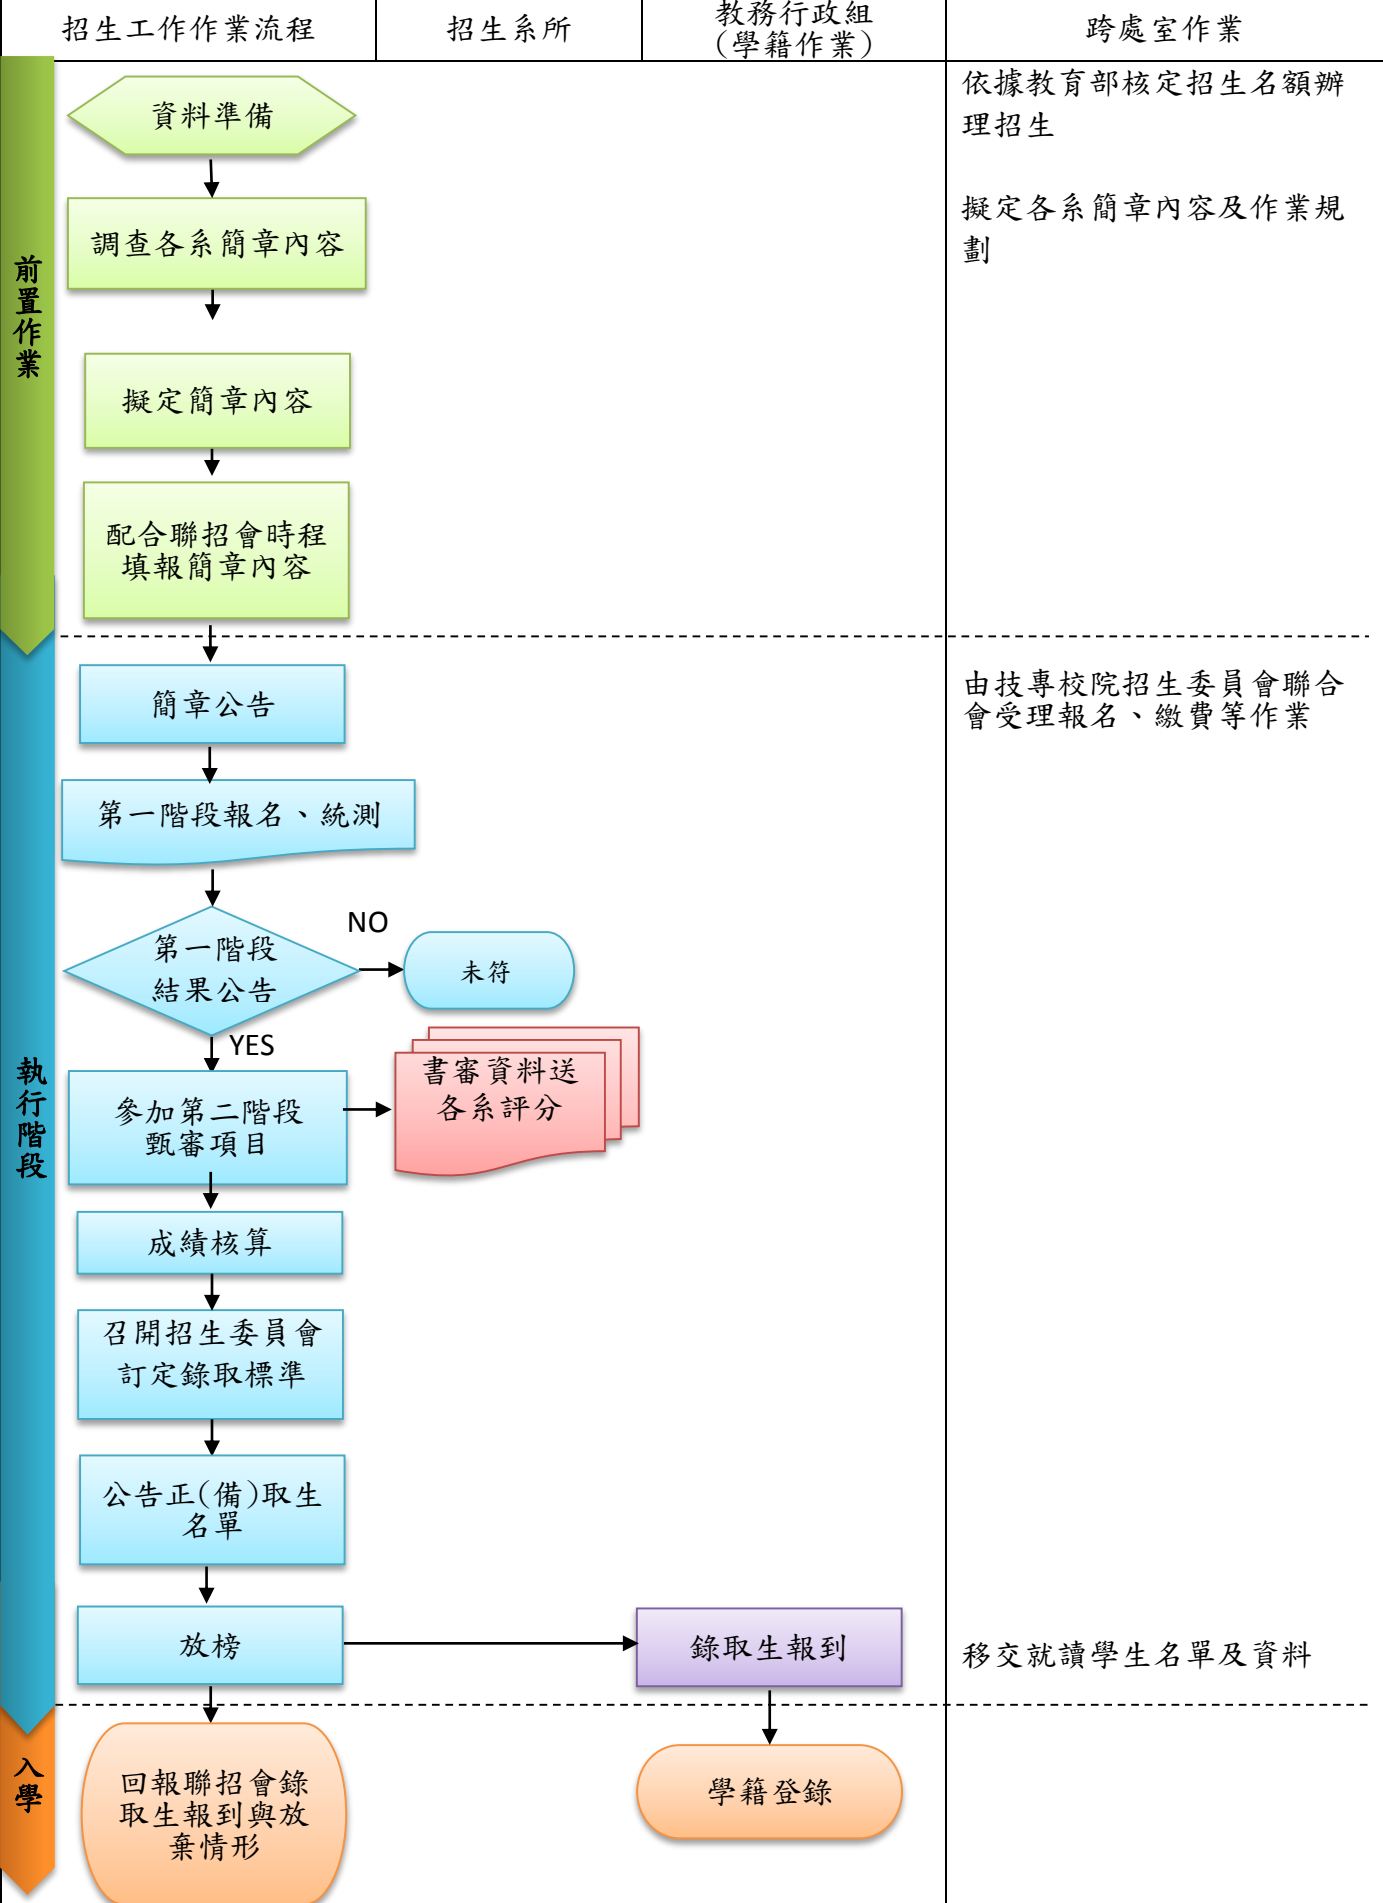 招生工作作業流程
招生系所
教務行政組
(學籍作業)
跨處室作業
前置作業
資料準備
依據教育部核定招生名額辦
理招生
調查各系簡章內容
擬定各系簡章內容及作業規
劃
擬定簡章內容
配合聯招會時程
填報簡章內容
執行階段
簡章公告
由技專校院招生委員會聯合
會受理報名、繳費等作業
第一階段報名、統測
第一階段
結果公告
NO
未符
YES
參加第二階段
甄審項目
書審資料送
各系評分
成績核算
召開招生委員會
訂定錄取標準
公告正(備)取生
名單
放榜
錄取生報到
移交就讀學生名單及資料
入學
回報聯招會錄
取生報到與放
棄情形
學籍登錄